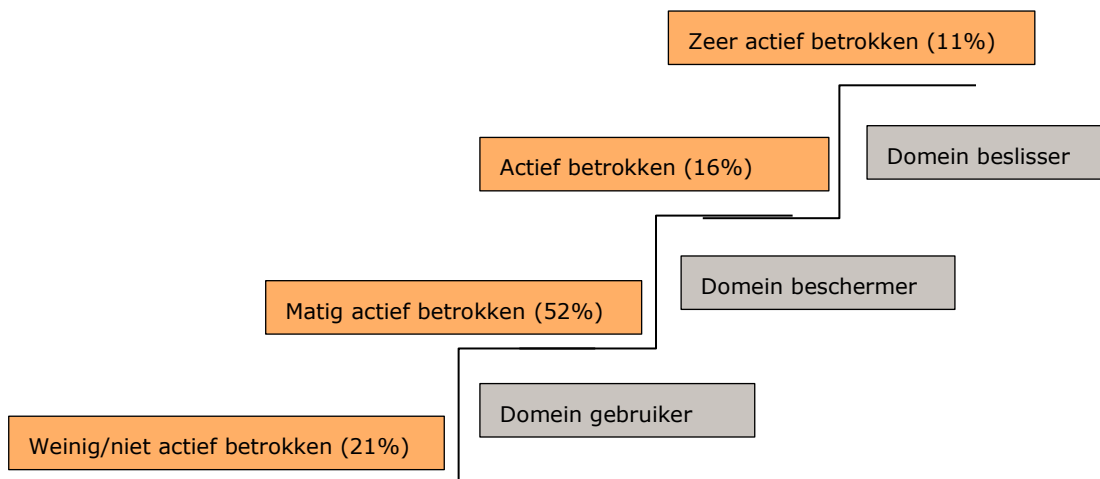 Zeer actief betrokken (11%)
Actief betrokken (16%)
Domein beslisser
Matig actief betrokken (52%)
Domein beschermer
Weinig/niet actief betrokken (21%)
Domein gebruiker